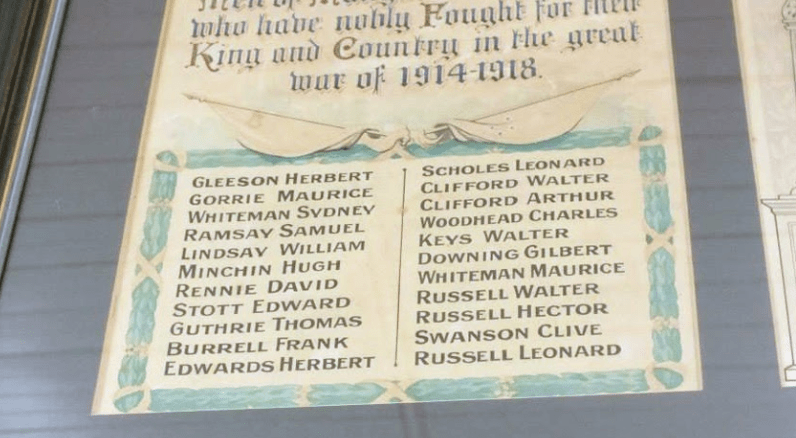 Men of
who have nobly Fought for their
King and Country in the great
war of 1914-1918.
GLEESON HERBERT
GORRIE MAURICE
WHITEMAN SYDNEY
RAMSAY SAMUEL
LINDSAY WILLIAM
MINCHIN HUGH
RENNIE DAVID
STOTT EDWARD
GUTHRIE THOMAS
BURRELL FRANK
EDWARDS HERBERT
SCHOLES LEONARD
CLIFFORD WALTER
CLIFFORD ARTHUR
WOODHEAD CHARLES
KEYS WALTER
DOWNING GILBERT
WHITEMAN MAURICE
RUSSELL WALTER
RUSSELL HECTOR
SWANSON CLIVE
RUSSELL LEONARD